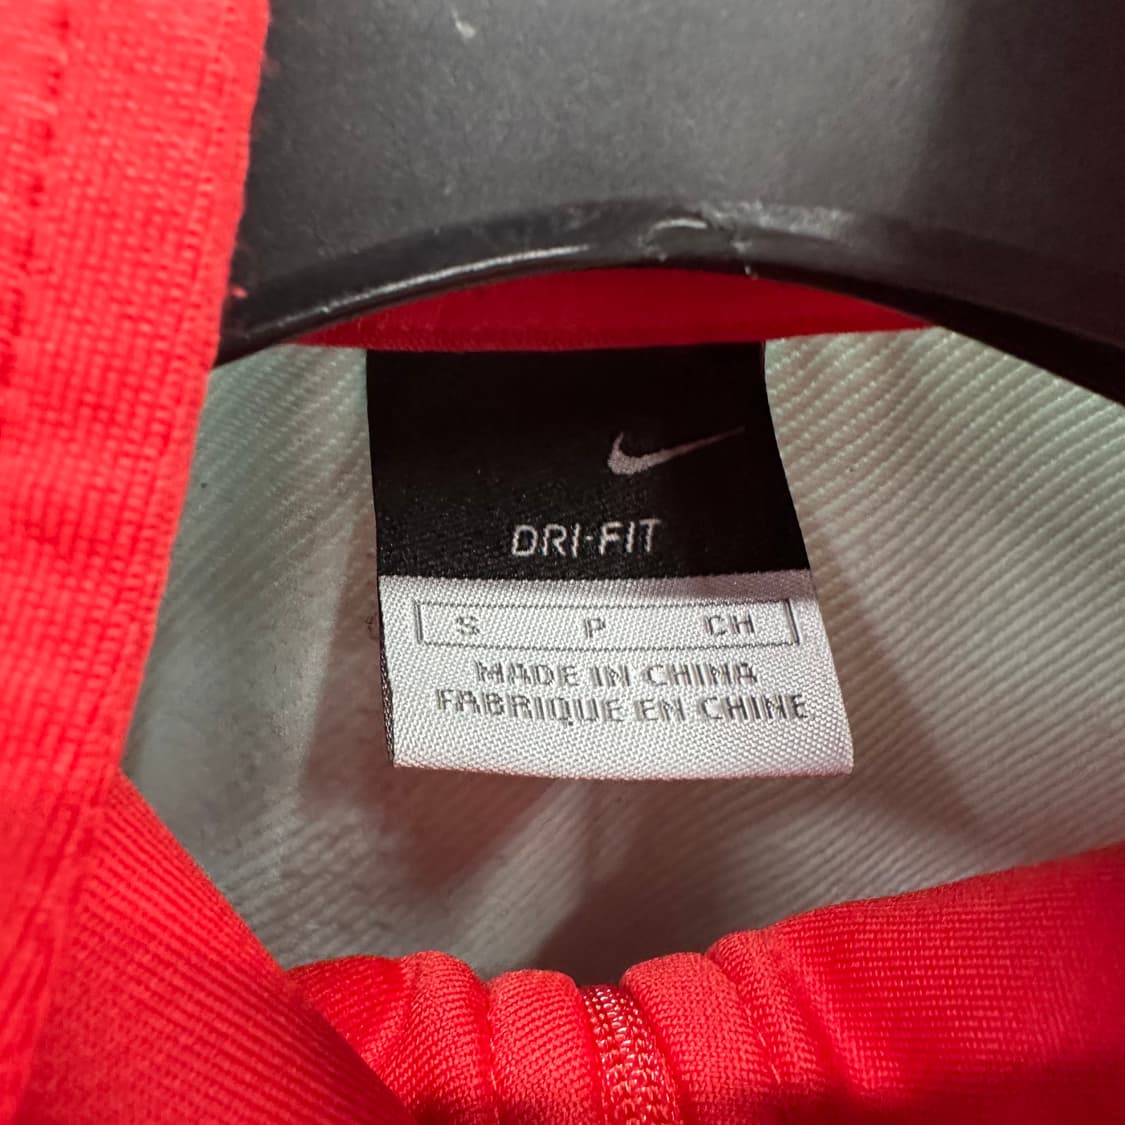 DRI-FIT
S P CH
MADE IN CHINA
FABRIQUE EN CHINE